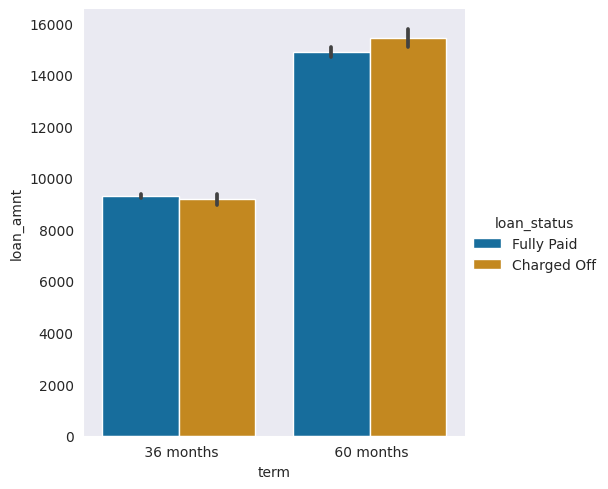 16000
14000
12000
10000
8000
6000
4000
2000
0
loan_amnt
36 months
60 months
term
loan_status
Fully Paid
Charged Off